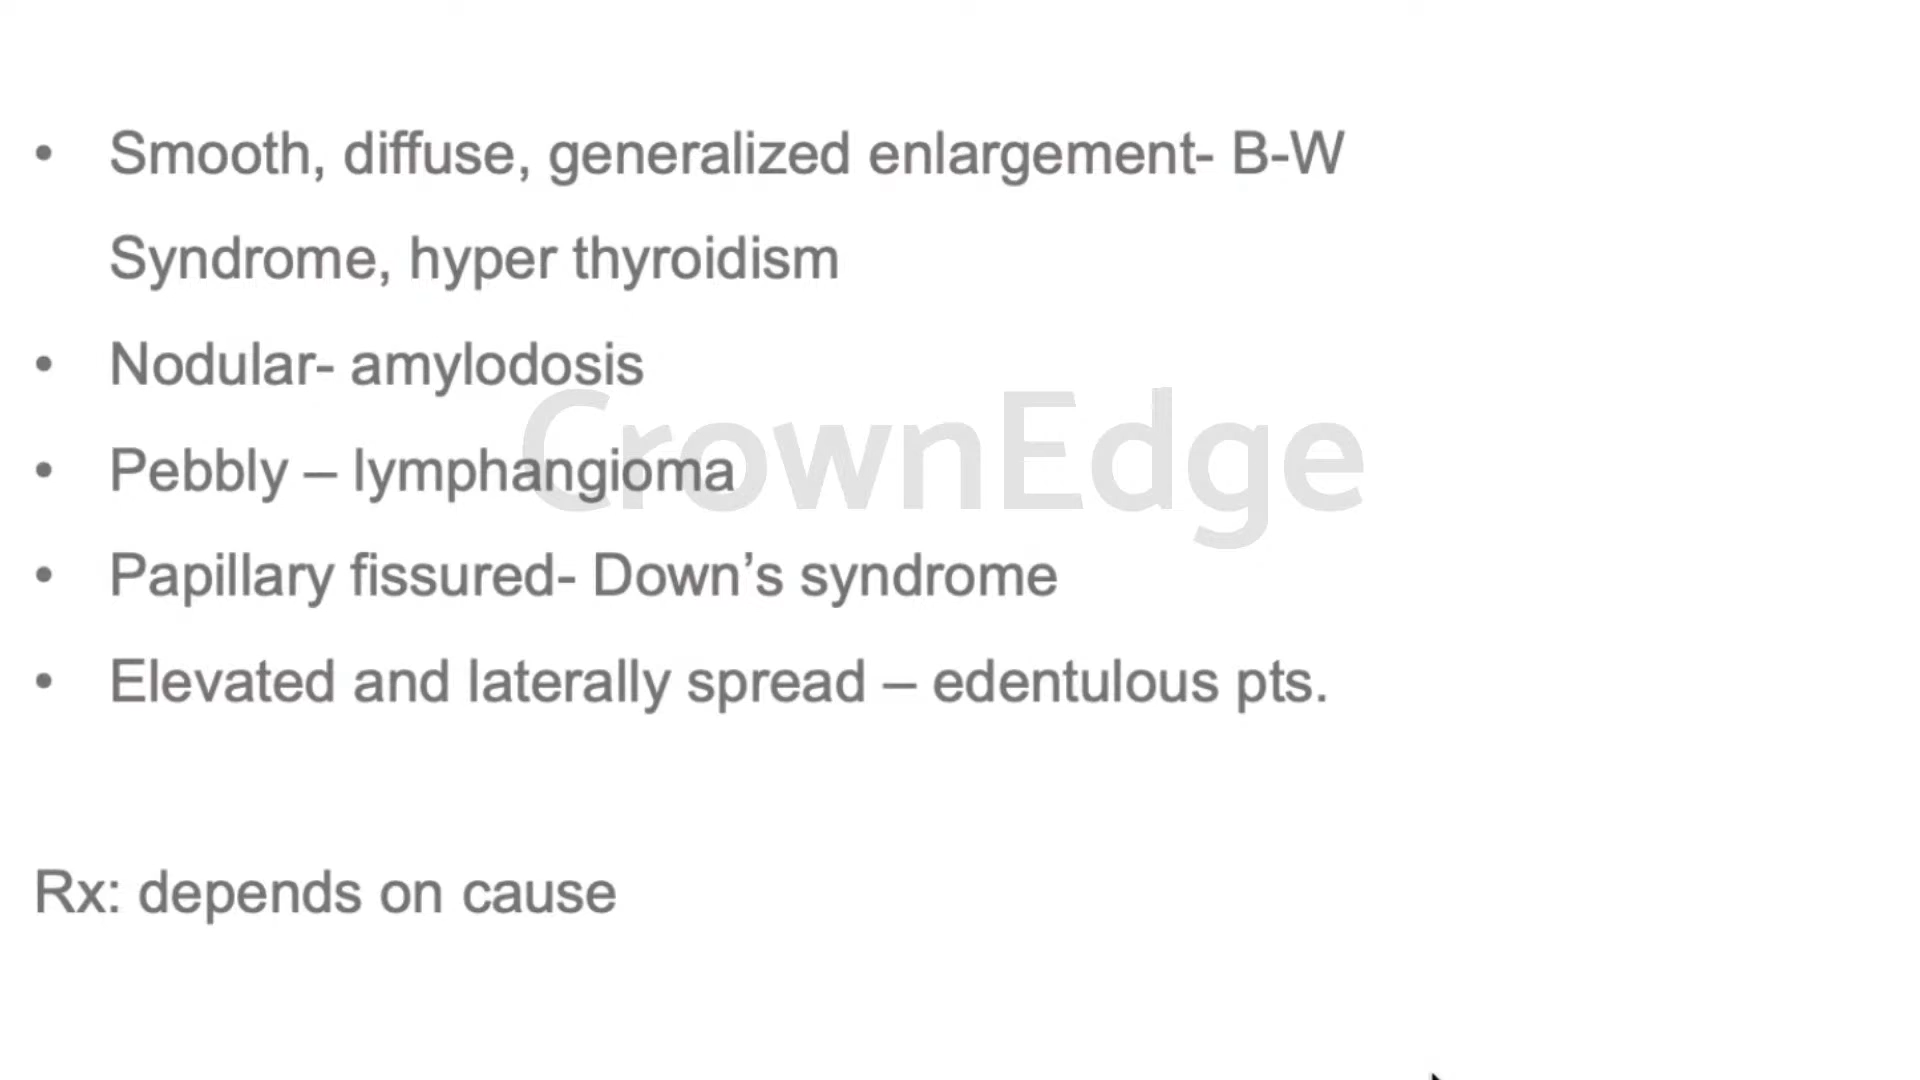 • Smooth, diffuse, generalized enlargement- B-W
Syndrome, hyper thyroidism
• Nodular- amylodosis
CrownEdge
• Pebbly – lymphangioma
• Papillary fissured- Down’s syndrome
• Elevated and laterally spread – edentulous pts.
Rx: depends on cause